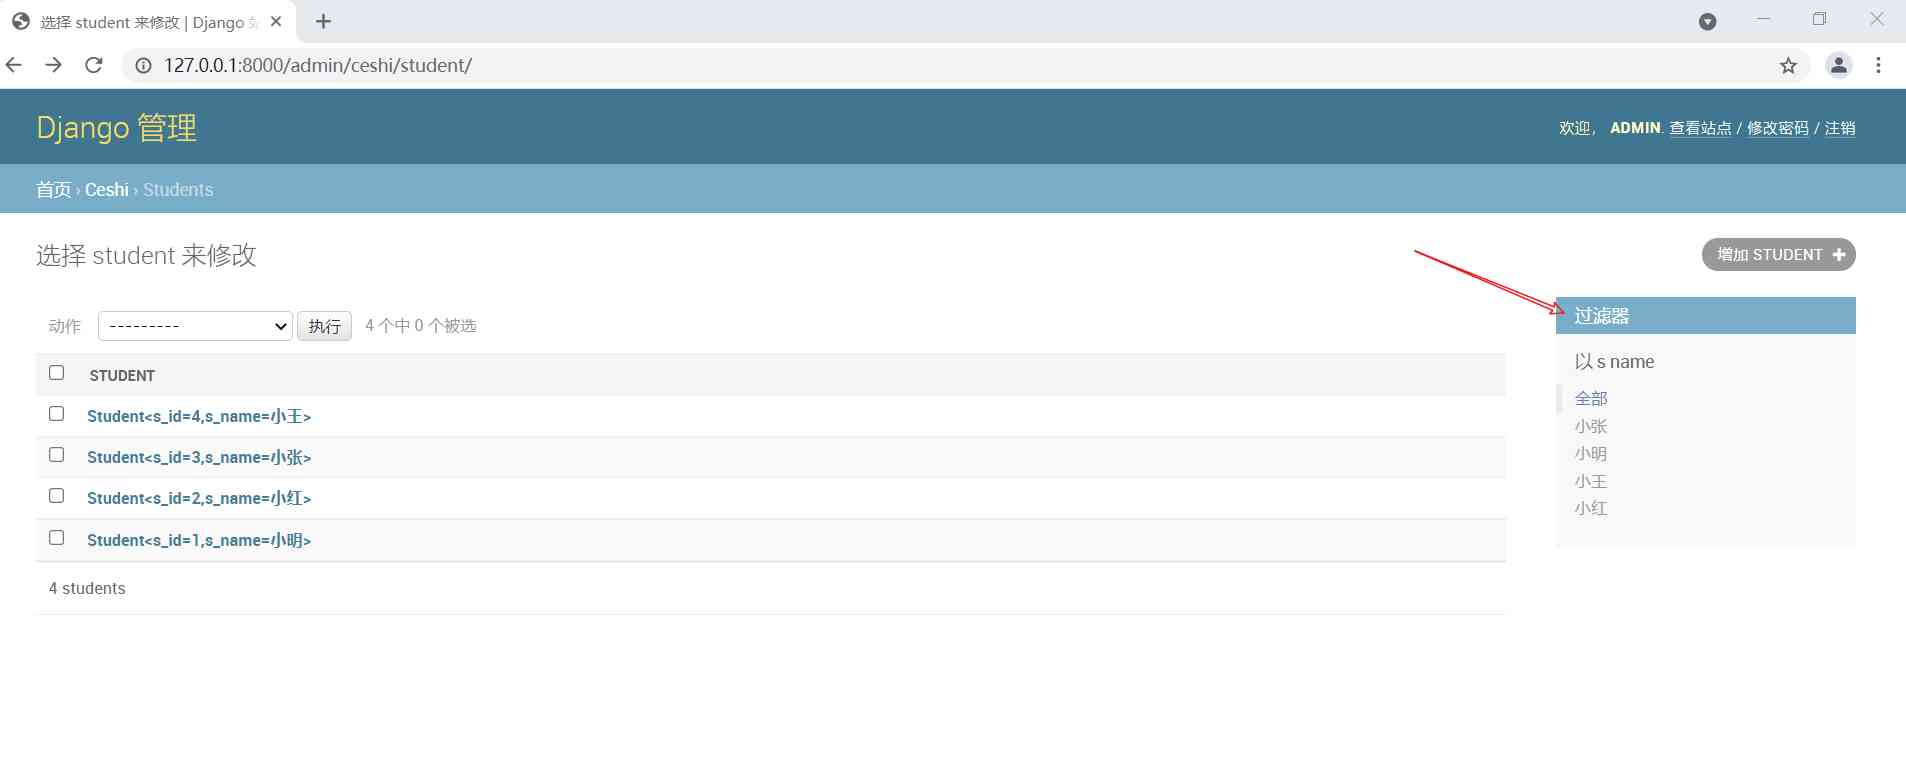 选择 student 来修改 | Django
127.0.0.1:8000/admin/ceshi/student/
Django 管理
欢迎， ADMIN. 查看站点 / 修改密码 / 注销
首页 › Ceshi › Students
选择 student 来修改
增加 STUDENT +
动作 --------- 执行 4 个中 0 个被选
STUDENT
Student<s_id=4,s_name=小王>
Student<s_id=3,s_name=小张>
Student<s_id=2,s_name=小红>
Student<s_id=1,s_name=小明>
4 students
过滤器
以 s name
全部
小张
小明
小王
小红